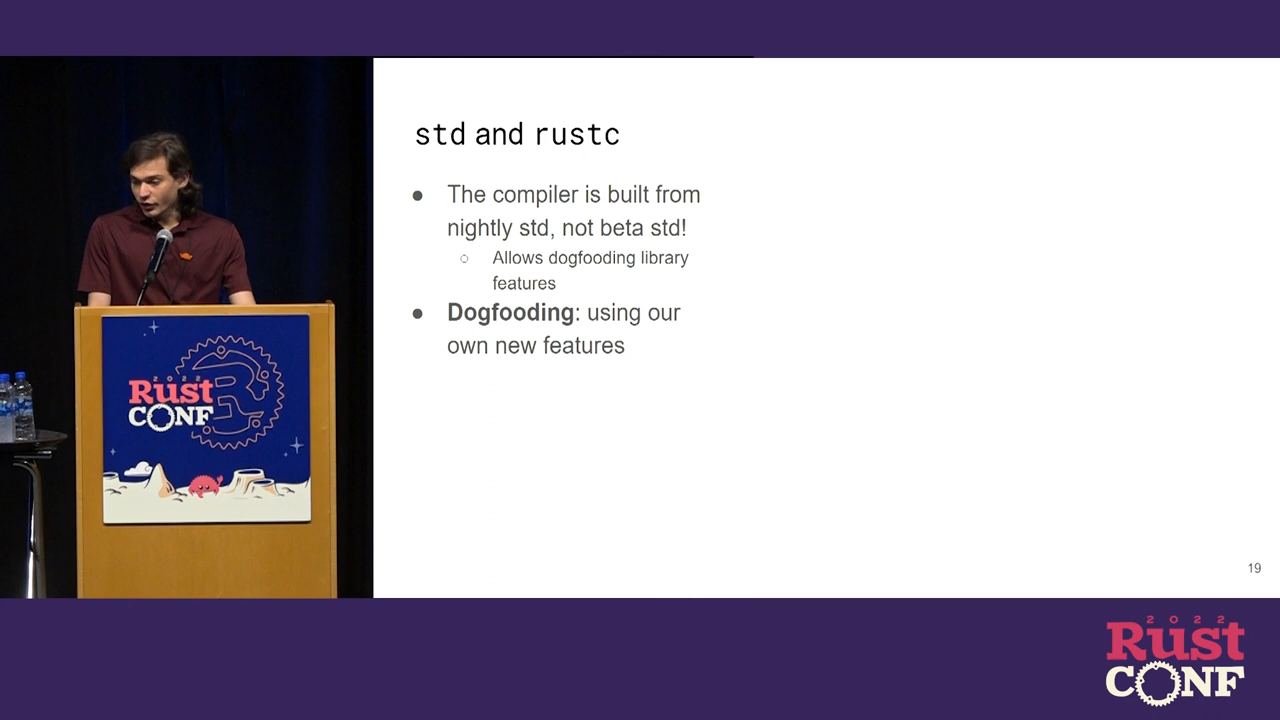 std and rustc
● The compiler is built from
nightly std, not beta std!
○ Allows dogfooding library
features
● Dogfooding: using our
own new features
19
2022
Rust
CONF
2022
Rust
CONF